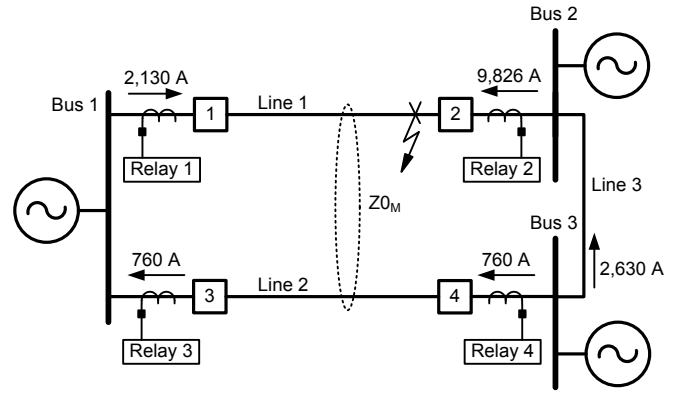 Bus 2
2,130 A
9,826 A
Bus 1
1
Line 1
2
Relay 1
Relay 2
Z0M
Line 3
Bus 3
760 A
760 A
2,630 A
3
Line 2
4
Relay 3
Relay 4